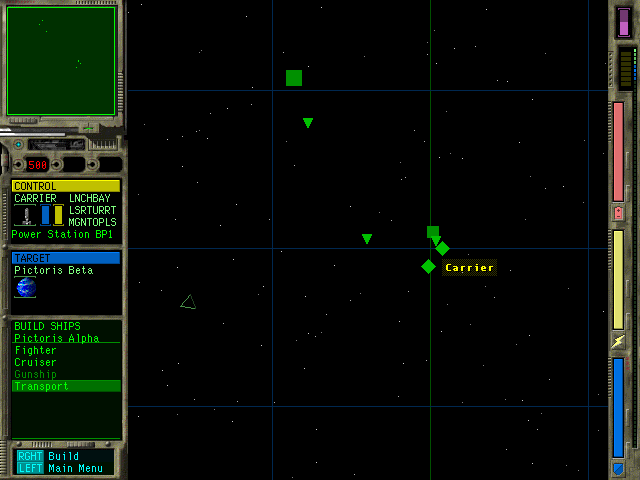 500
CONTROL
CARRIER LNCHBAY
LSRTURRT
MGNTOPLS
Power Station BP1
TARGET
Pictoris Beta
BUILD SHIPS
Pictoris Alpha
Fighter
Cruiser
Gunship
Transport
RGHT Build
LEFT Main Menu
Carrier